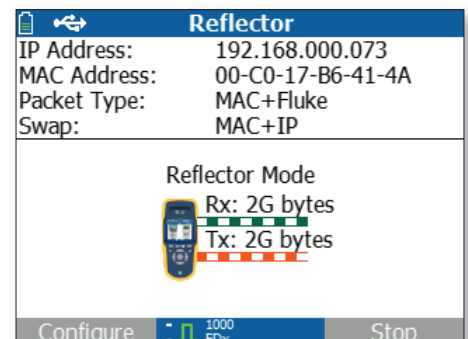 Reflector
IP Address: 192.168.000.073
MAC Address: 00-C0-17-B6-41-4A
Packet Type: MAC+Fluke
Swap: MAC+IP
Reflector Mode
Rx: 2G bytes
Tx: 2G bytes
Configure 1000 Stop
FDx